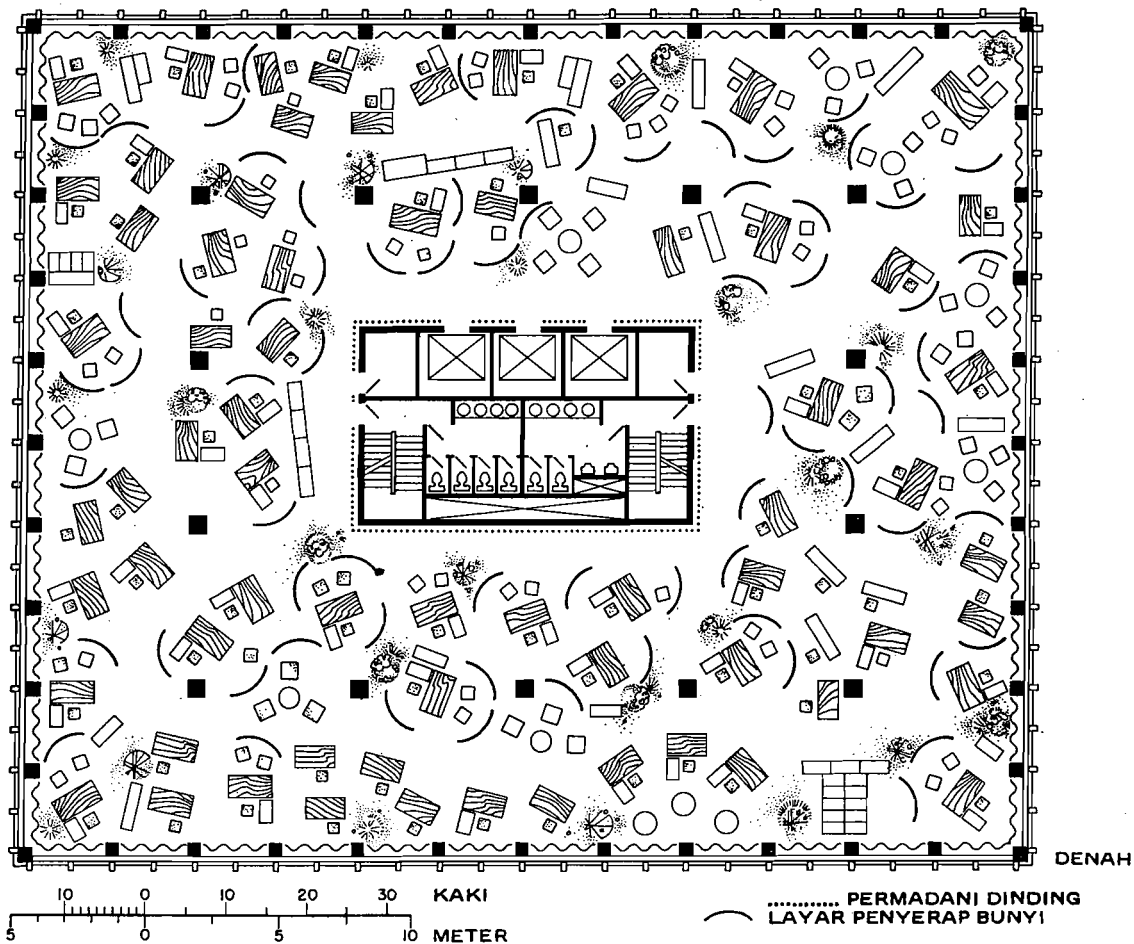 DENAH
10 0 10 20 30 KAKI
5 0 5 10 METER
PERMADANI DINDING
LAYAR PENYERAP BUNYI